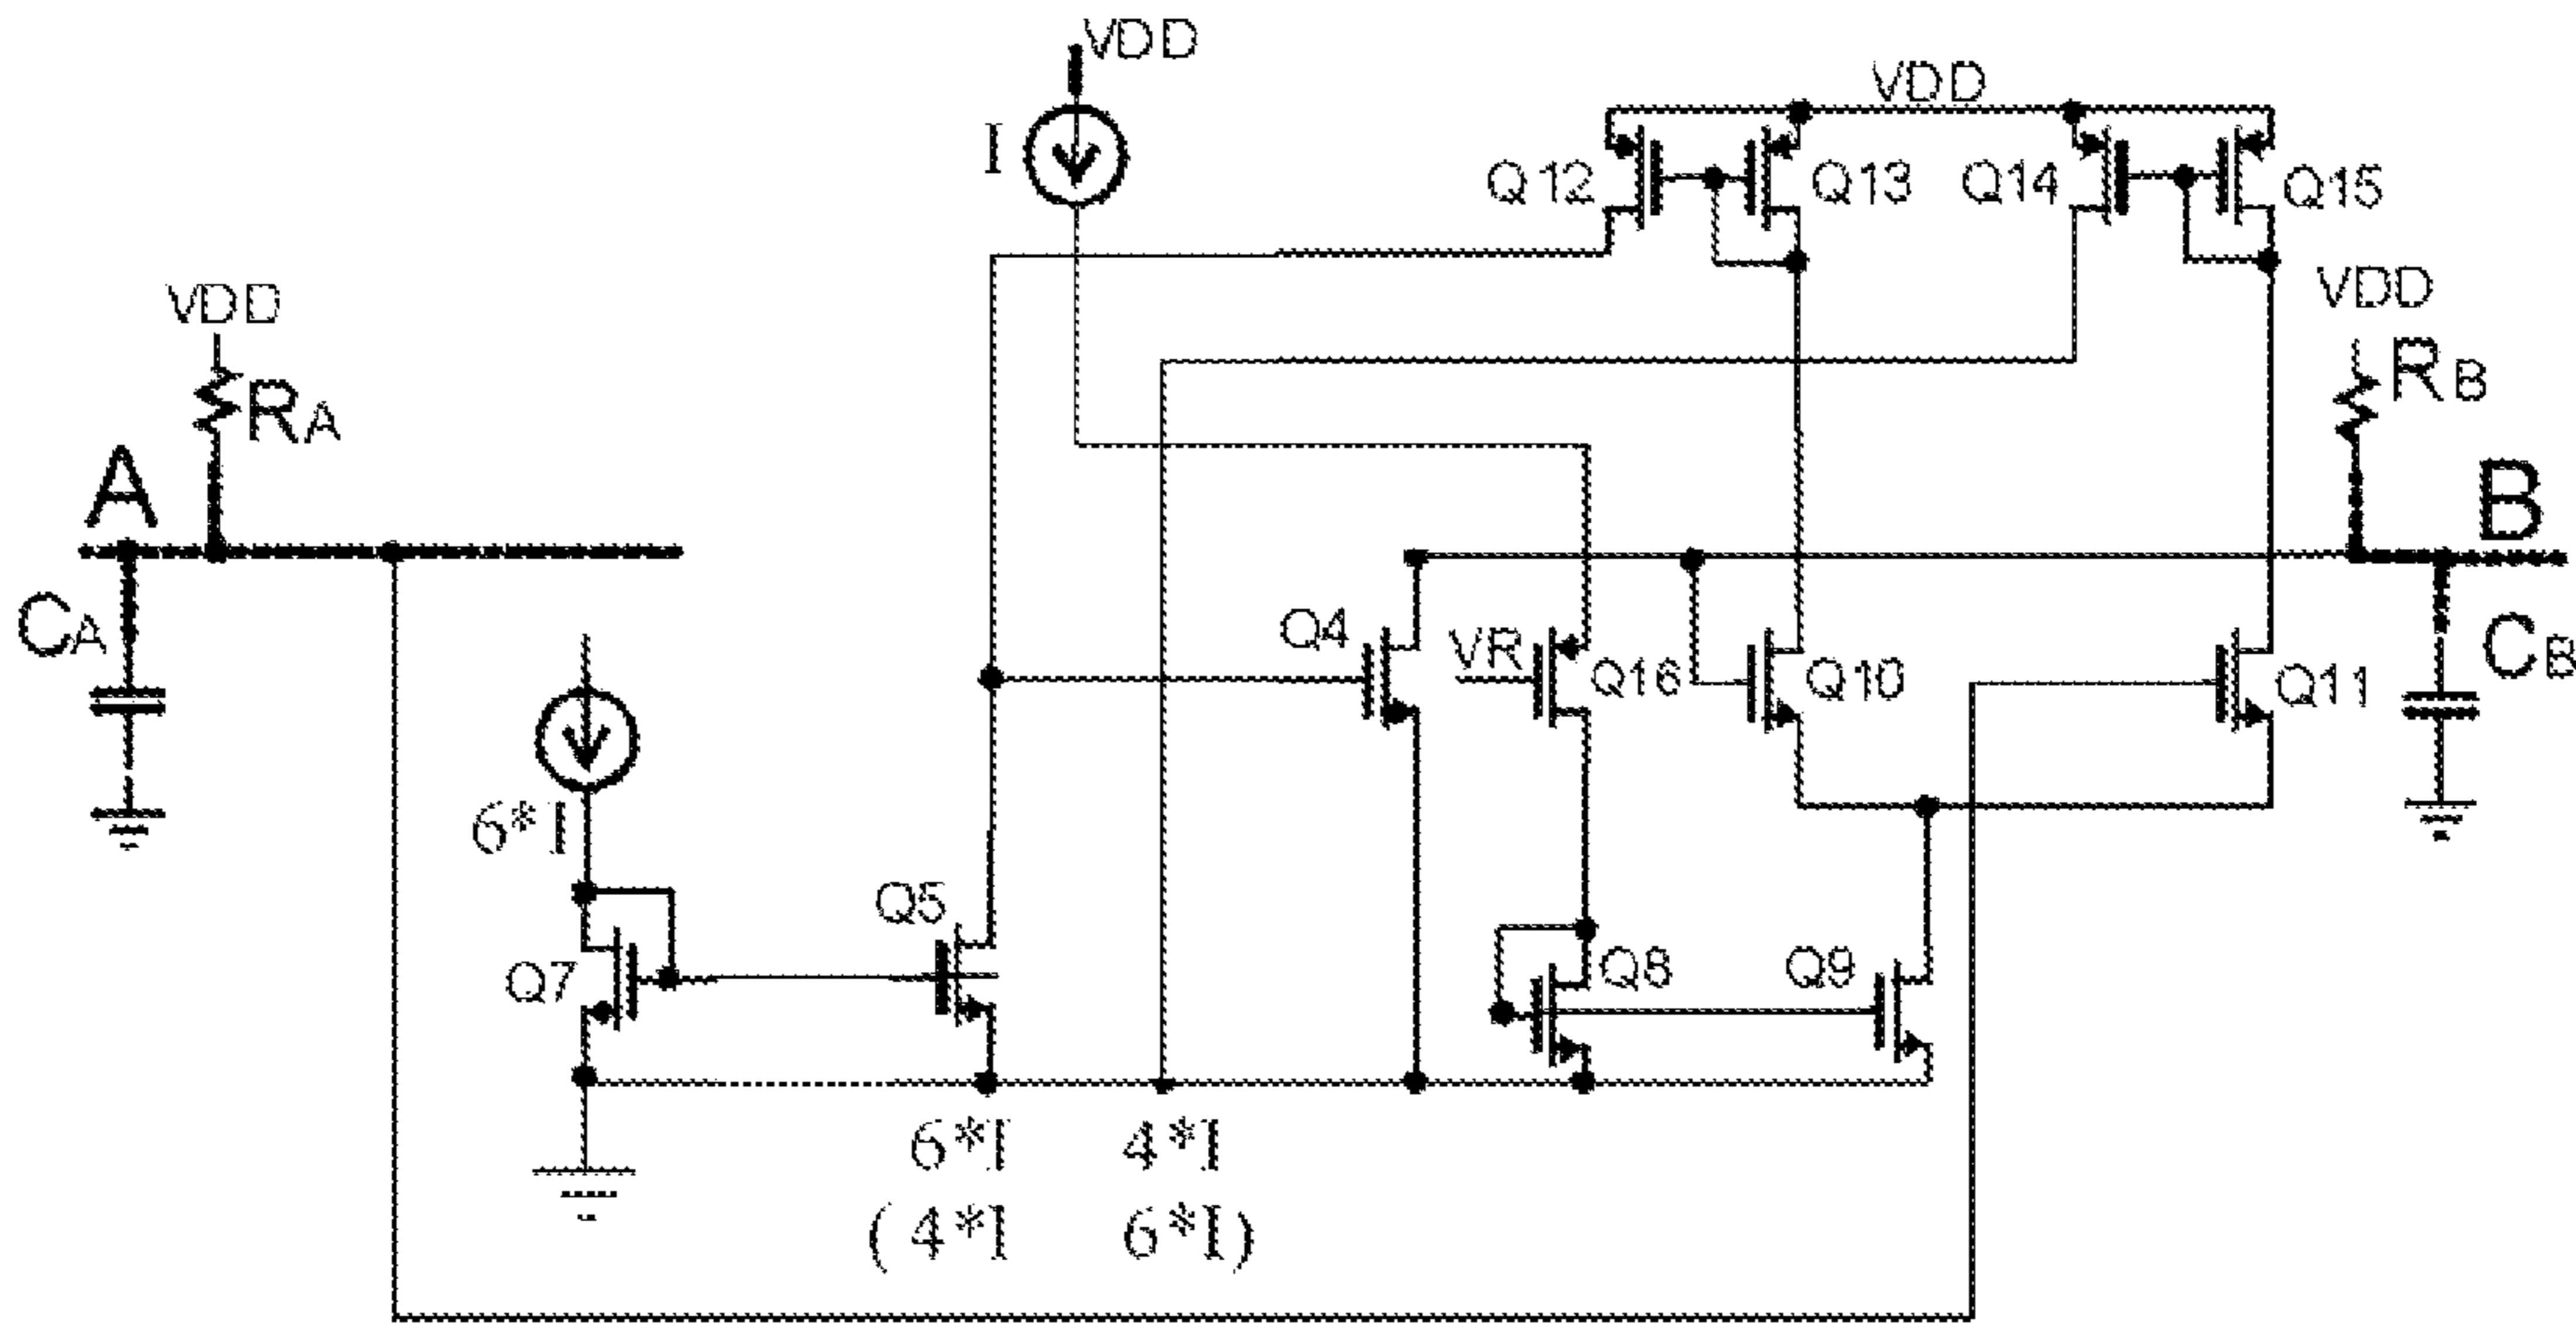 VDD
VDD
I
Q12
Q13
Q14
Q15
VDD
VDD
RA
RB
A
B
CA
Q4
VR
Q16
Q10
Q11
CB
6*I
Q5
Q7
Q8
Q9
6*I 4*I
(4*I 6*I)